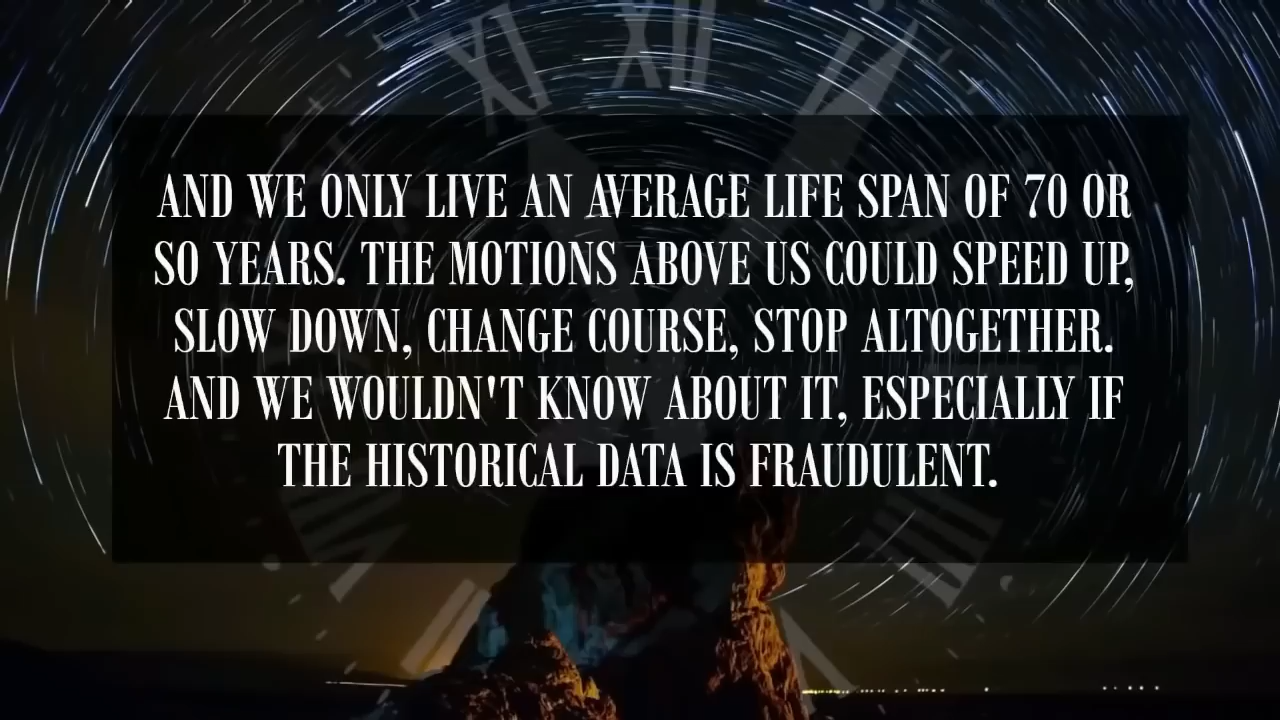 AND WE ONLY LIVE AN AVERAGE LIFE SPAN OF 70 OR
SO YEARS. THE MOTIONS ABOVE US COULD SPEED UP,
SLOW DOWN, CHANGE COURSE, STOP ALTOGETHER.
AND WE WOULDN'T KNOW ABOUT IT, ESPECIALLY IF
THE HISTORICAL DATA IS FRAUDULENT.